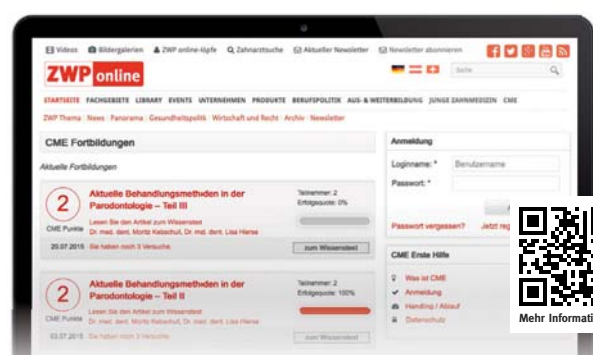 Videos Bildergalerien ZWP online-Köpfe Zahnarztsuche Aktueller Newsletter Newsletter abonnieren
ZWP online
Suche
STARTSEITE FACHGEBIETE LIBRARY EVENTS UNTERNEHMEN PRODUKTE BERUFSPOLITIK AUS- & WEITERBILDUNG JUNGE ZAHNMEDIZIN CME
ZWP Thema News Panorama Gesundheitspolitik Wirtschaft und Recht Archiv Newsletter
CME Fortbildungen
Aktuelle Fortbildungen
2
CME Punkte
Aktuelle Behandlungsmethoden in der
Parodontologie – Teil III
Lesen Sie den Artikel zum Wissenstest
Dr. med. dent. Moritz Kebschull, Dr. med. dent. Lisa Hierse
Teilnehmer: 2
Erfolgsquote: 0%
20.07.2015 Sie haben noch 3 Versuche. zum Wissenstest
2
CME Punkte
Aktuelle Behandlungsmethoden in der
Parodontologie – Teil II
Lesen Sie den Artikel zum Wissenstest
Dr. med. dent. Moritz Kebschull, Dr. med. dent. Lisa Hierse
Teilnehmer: 2
Erfolgsquote: 100%
03.07.2015 Sie haben noch 3 Versuche. zum Wissenstest
Anmeldung
Loginname: * Benutzername
Passwort: *
Passwort vergessen? Jetzt reg
CME Erste Hilfe
Was ist CME
Anmeldung
Handling / Ablauf
Datenschutz
Mehr Informati